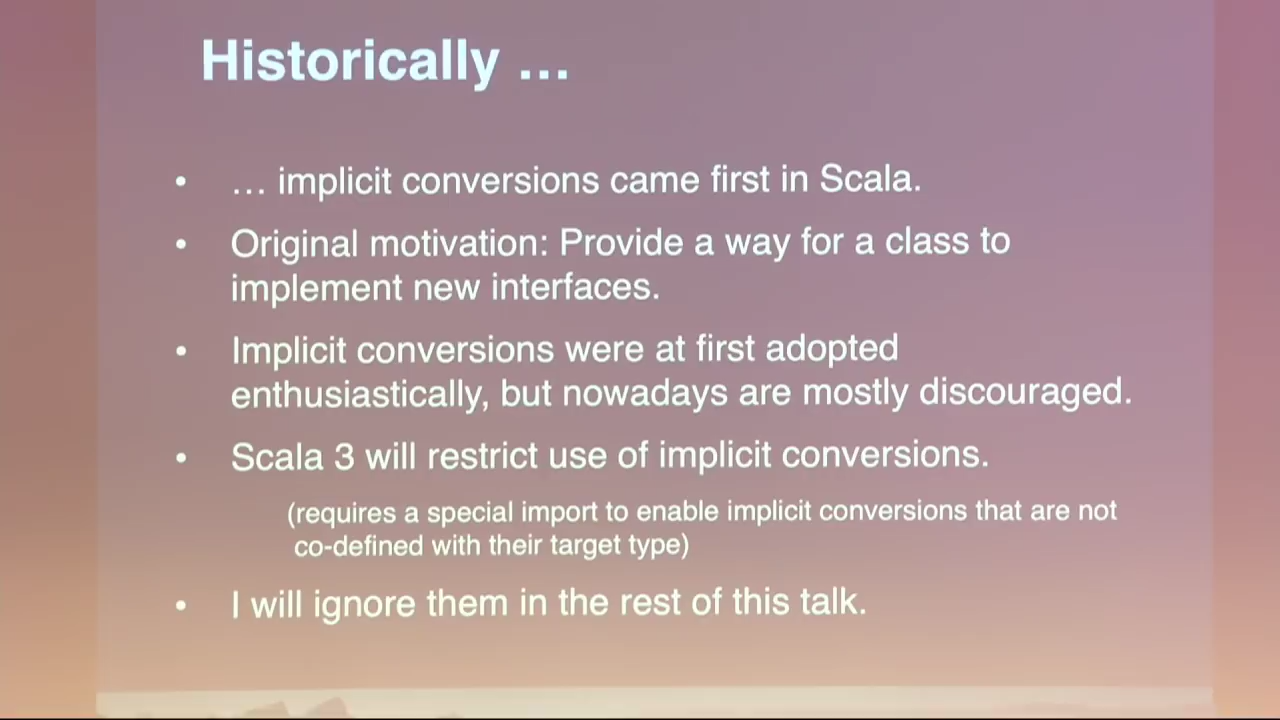 Historically …
• … implicit conversions came first in Scala.
• Original motivation: Provide a way for a class to
implement new interfaces.
• Implicit conversions were at first adopted
enthusiastically, but nowadays are mostly discouraged.
• Scala 3 will restrict use of implicit conversions.
(requires a special import to enable implicit conversions that are not
co-defined with their target type)
• I will ignore them in the rest of this talk.